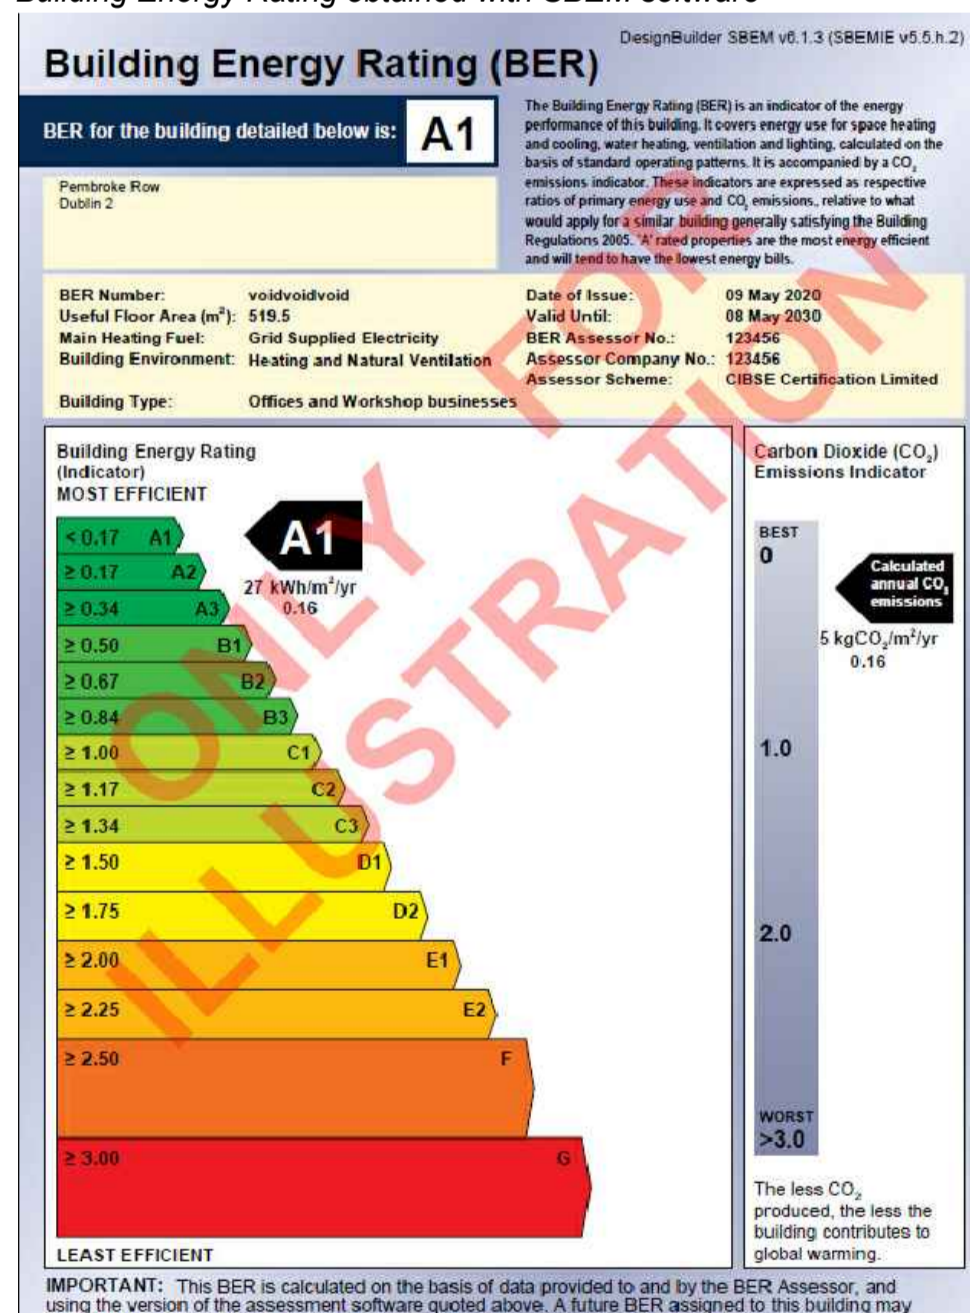 Building Energy Rating obtained with SBEM software
DesignBuilder SBEM v6.1.3 (SBEMIE v5.5.h.2)
Building Energy Rating (BER)
BER for the building detailed below is: A1
The Building Energy Rating (BER) is an indicator of the energy
performance of this building. It covers energy use for space heating
and cooling, water heating, ventilation and lighting, calculated on the
basis of standard operating patterns. It is accompanied by a CO₂
emissions indicator. These indicators are expressed as respective
ratios of primary energy use and CO₂ emissions, relative to what
would apply for a similar building generally satisfying the Building
Regulations 2005. 'A' rated properties are the most energy efficient
and will tend to have the lowest energy bills.
Pembroke Row
Dublin 2
BER Number: voidvoidvoid
Useful Floor Area (m²): 519.5
Main Heating Fuel: Grid Supplied Electricity
Building Environment: Heating and Natural Ventilation
Building Type: Offices and Workshop businesses
Date of Issue: 09 May 2020
Valid Until: 08 May 2030
BER Assessor No.: 123456
Assessor Company No.: 123456
Assessor Scheme: CIBSE Certification Limited
Building Energy Rating
(Indicator)
MOST EFFICIENT
< 0.17 A1
≥ 0.17 A2
≥ 0.34 A3
≥ 0.50 B1
≥ 0.67 B2
≥ 0.84 B3
≥ 1.00 C1
≥ 1.17 C2
≥ 1.34 C3
≥ 1.50 D1
≥ 1.75 D2
≥ 2.00 E1
≥ 2.25 E2
≥ 2.50 F
≥ 3.00 G
LEAST EFFICIENT
A1
27 kWh/m²/yr
0.16
Carbon Dioxide (CO₂)
Emissions Indicator
BEST
0
1.0
2.0
WORST
>3.0
Calculated
annual CO₂
emissions
5 kgCO₂/m²/yr
0.16
The less CO₂
produced, the less the
building contributes to
global warming.
ONLY FOR
ILLUSTRATION
IMPORTANT: This BER is calculated on the basis of data provided to and by the BER Assessor, and
using the version of the assessment software quoted above. A future BER assigned to this building may